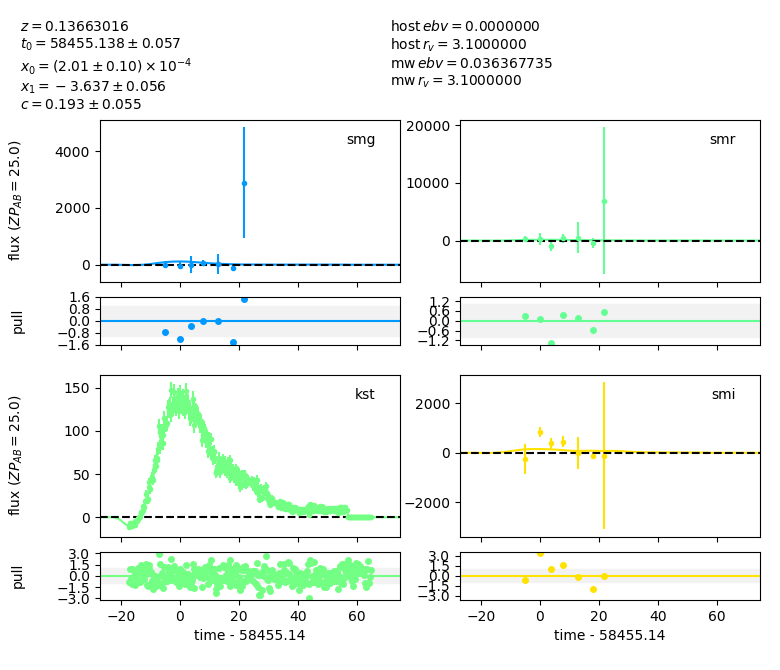 z = 0.13663016
t₀ = 58455.138 ± 0.057
x₀ = (2.01 ± 0.10) × 10⁻⁴
x₁ = −3.637 ± 0.056
c = 0.193 ± 0.055
host ebv = 0.0000000
host r_v = 3.1000000
mw ebv = 0.036367735
mw r_v = 3.1000000
flux (ZP_AB = 25.0)
4000
2000
0
smg
20000
10000
0
smr
pull
1.6
0.8
0.0
−0.8
−1.6
1.2
0.6
0.0
−0.6
−1.2
flux (ZP_AB = 25.0)
150
100
50
0
kst
2000
0
−2000
smi
pull
3.0
1.5
0.0
−1.5
−3.0
3.0
1.5
0.0
−1.5
−3.0
−20 0 20 40 60
−20 0 20 40 60
time - 58455.14
time - 58455.14